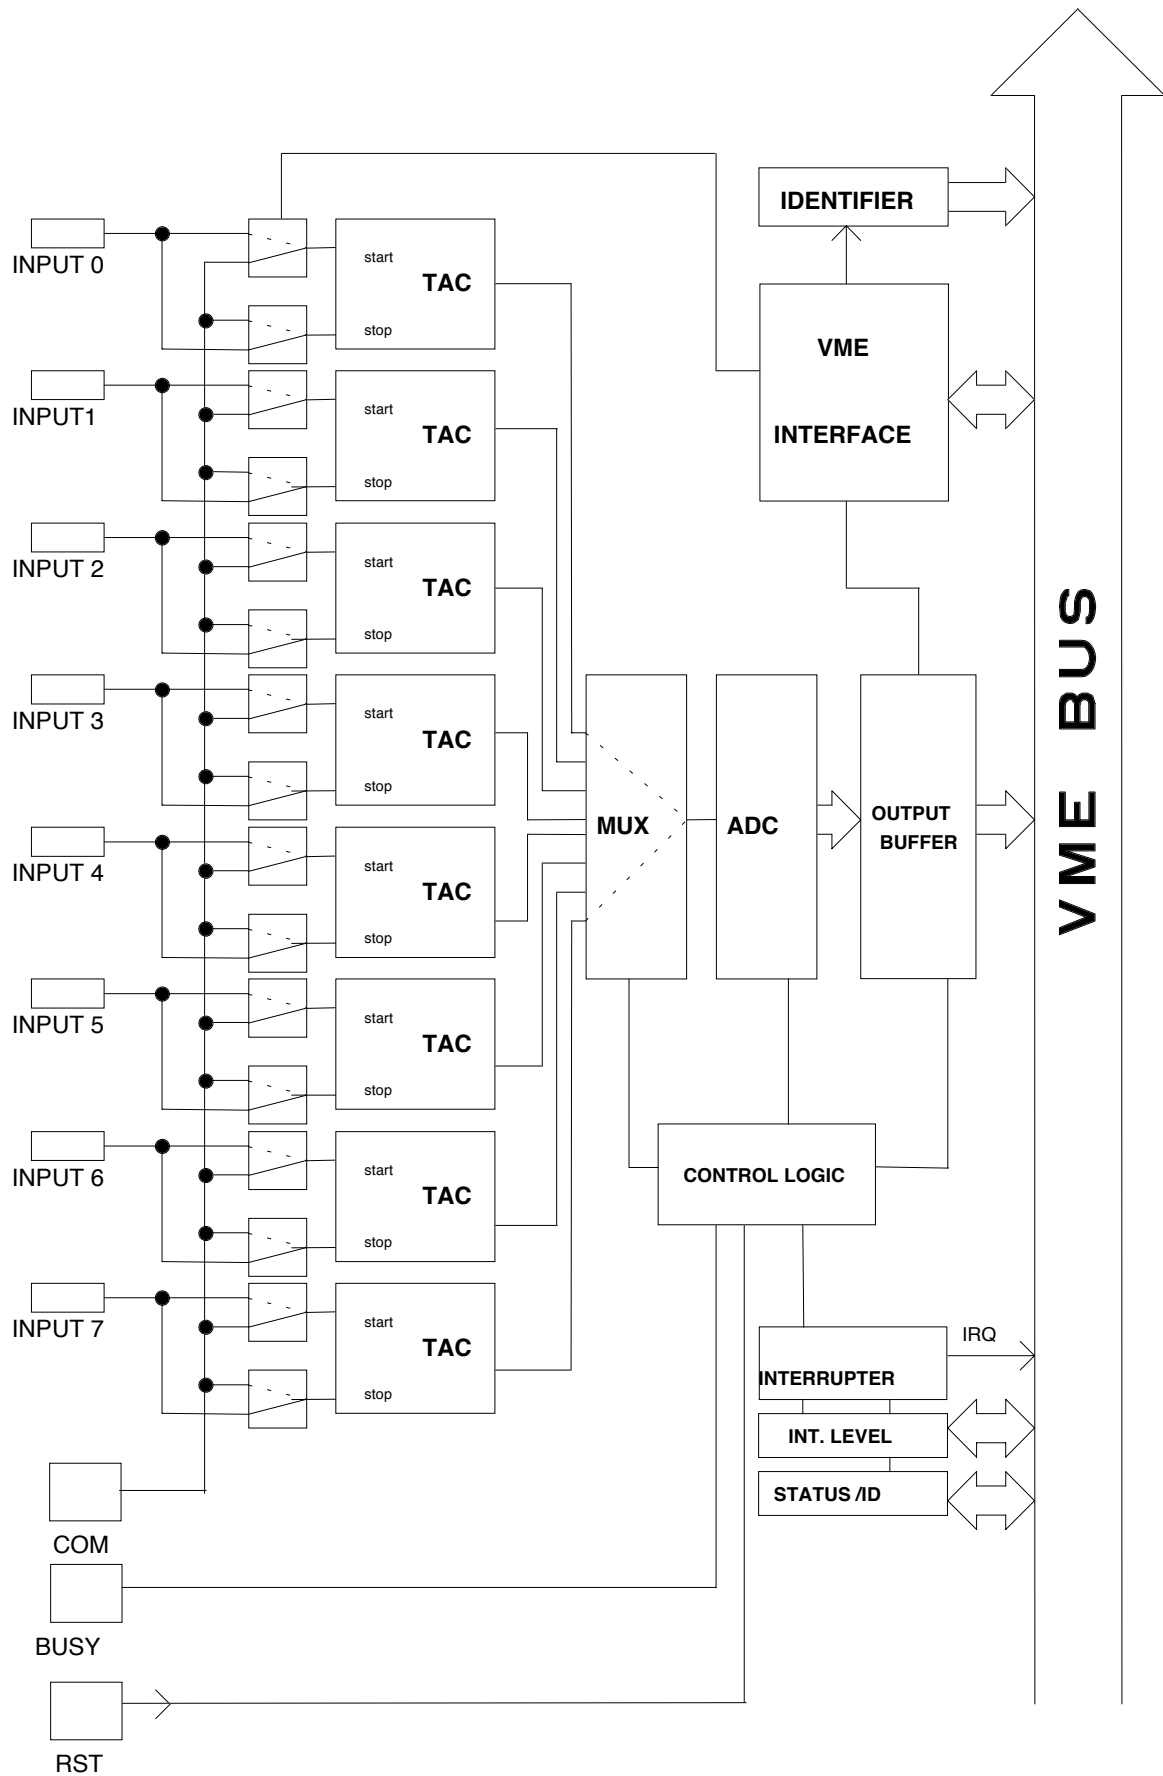 IDENTIFIER
INPUT 0
start
TAC
stop
VME
INTERFACE
INPUT1
start
TAC
stop
INPUT 2
start
TAC
stop
VME BUS
INPUT 3
start
TAC
stop
MUX
ADC
OUTPUT
BUFFER
INPUT 4
start
TAC
stop
INPUT 5
start
TAC
stop
INPUT 6
start
TAC
stop
CONTROL LOGIC
INPUT 7
start
TAC
stop
IRQ
INTERRUPTER
INT. LEVEL
STATUS /ID
COM
BUSY
RST